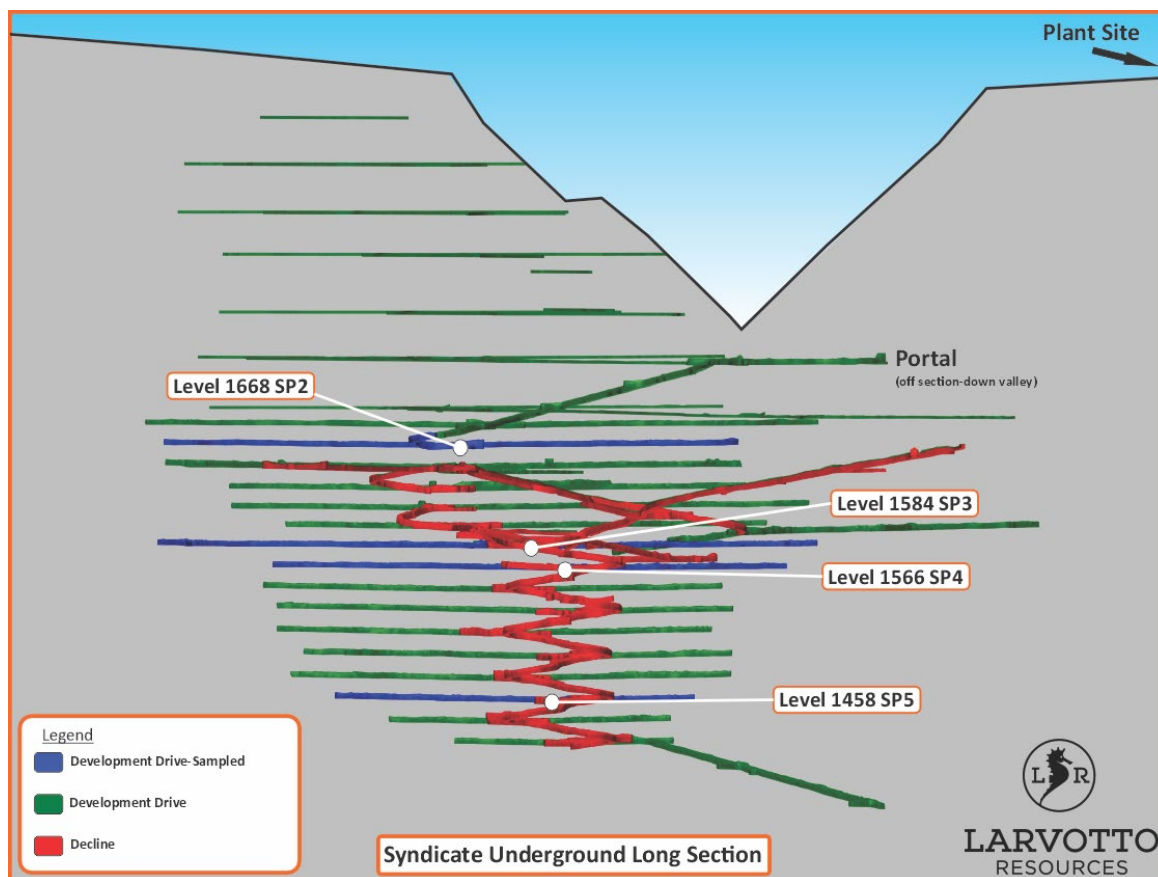 Plant Site
Portal
(off section-down valley)
Level 1668 SP2
Level 1584 SP3
Level 1566 SP4
Level 1458 SP5
Legend
Development Drive-Sampled
Development Drive
Decline
Syndicate Underground Long Section
L R
LARVOTTO
RESOURCES